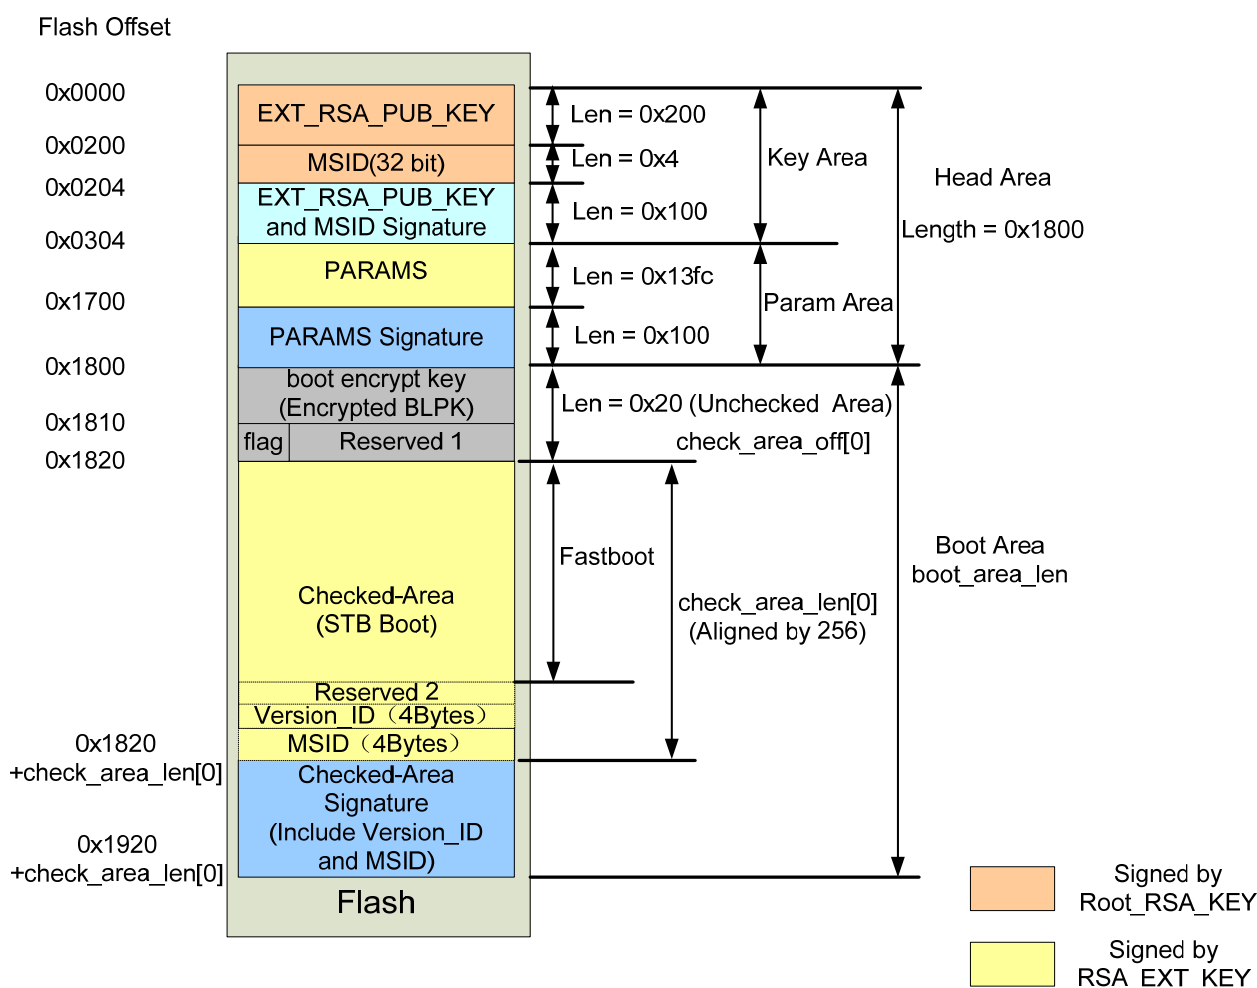 Flash Offset
0x0000
0x0200
0x0204
0x0304
0x1700
0x1800
0x1810
0x1820
0x1820
+check_area_len[0]
0x1920
+check_area_len[0]
EXT_RSA_PUB_KEY
MSID(32 bit)
EXT_RSA_PUB_KEY
and MSID Signature
PARAMS
PARAMS Signature
boot encrypt key
(Encrypted BLPK)
flag
Reserved 1
Checked-Area
(STB Boot)
Reserved 2
Version_ID（4Bytes）
MSID（4Bytes）
Checked-Area
Signature
(Include Version_ID
and MSID)
Flash
Len = 0x200
Len = 0x4
Len = 0x100
Len = 0x13fc
Len = 0x100
Len = 0x20 (Unchecked Area)
check_area_off[0]
Key Area
Param Area
Head Area
Length = 0x1800
Fastboot
check_area_len[0]
(Aligned by 256)
Boot Area
boot_area_len
Signed by
Root_RSA_KEY
Signed by
RSA_EXT_KEY